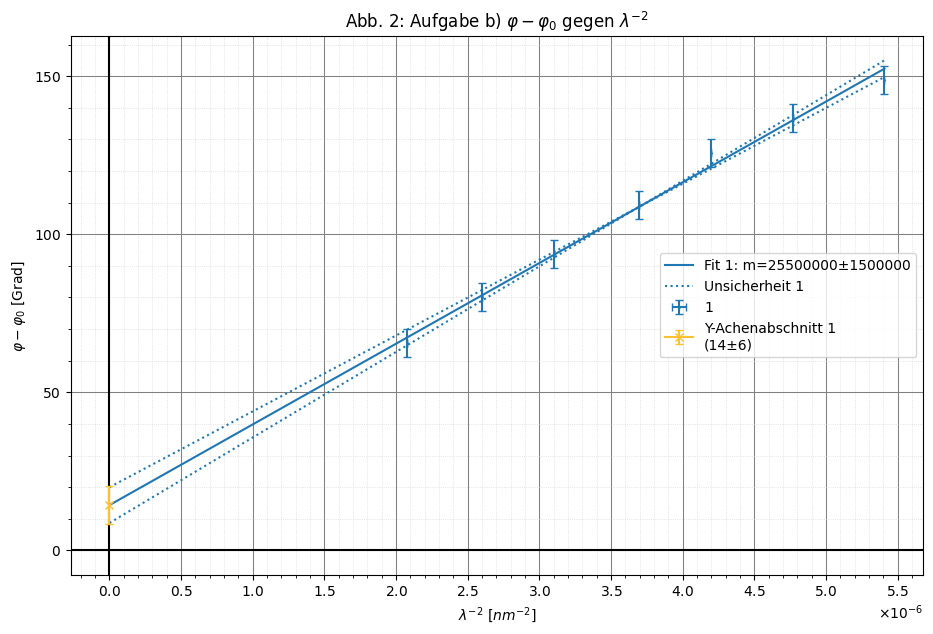 Abb. 2: Aufgabe b) φ − φ₀ gegen λ⁻²
150
100
50
0
φ − φ₀ [Grad]
Fit 1: m=25500000±1500000
Unsicherheit 1
1
Y-Achenabschnitt 1
(14±6)
0.0 0.5 1.0 1.5 2.0 2.5 3.0 3.5 4.0 4.5 5.0 5.5
×10⁻⁶
λ⁻² [nm⁻²]